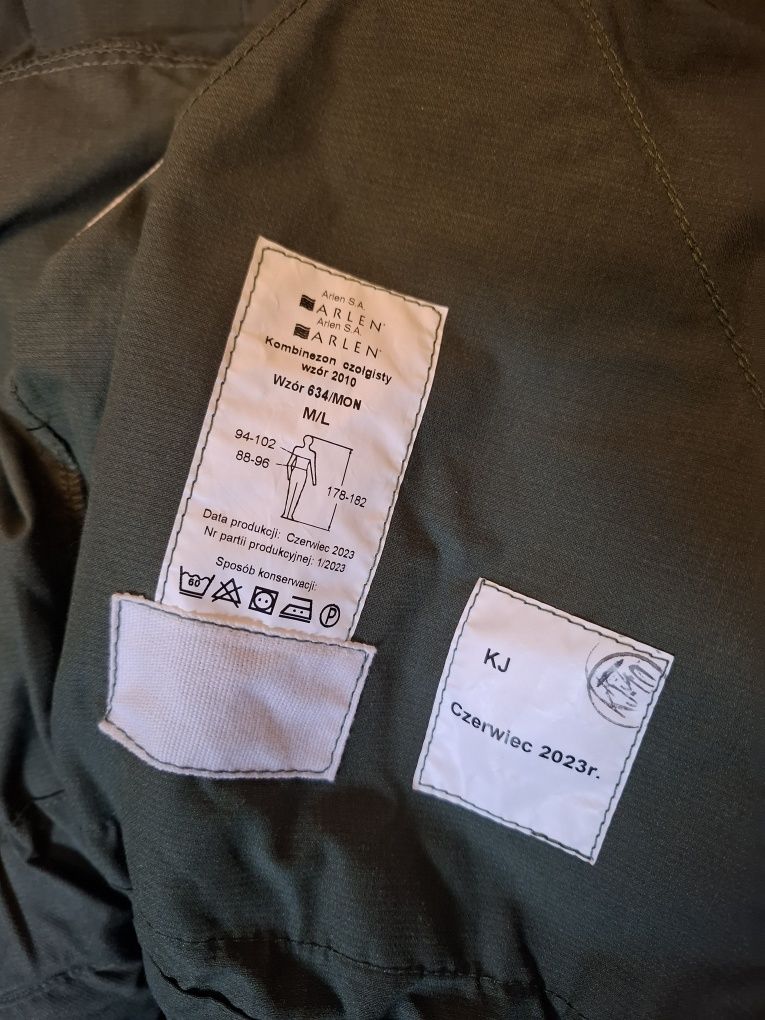 Arlen S.A.
ARLEN
Arlen S.A.
ARLEN
Kombinezon czołgisty
wzór 2010
Wzór 634/MON
M/L
94-102
88-96
178-182
Data produkcji: Czerwiec 2023
Nr partii produkcyjnej: 1/2023
Sposób konserwacji:
60
P
KJ
Czerwiec 2023r.